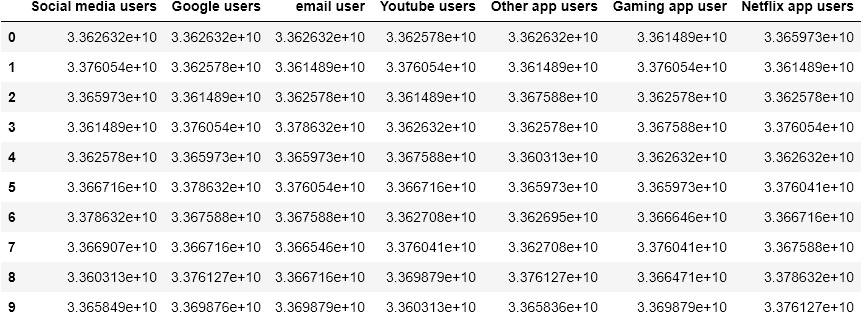 Social media users Google users email user Youtube users Other app users Gaming app user Netflix app users
0 3.362632e+10 3.362632e+10 3.362632e+10 3.362578e+10 3.362632e+10 3.361489e+10 3.365973e+10
1 3.376054e+10 3.362578e+10 3.361489e+10 3.376054e+10 3.361489e+10 3.376054e+10 3.361489e+10
2 3.365973e+10 3.361489e+10 3.362578e+10 3.361489e+10 3.367588e+10 3.362578e+10 3.362578e+10
3 3.361489e+10 3.376054e+10 3.378632e+10 3.362632e+10 3.362578e+10 3.367588e+10 3.376054e+10
4 3.362578e+10 3.365973e+10 3.365973e+10 3.367588e+10 3.360313e+10 3.362632e+10 3.362632e+10
5 3.366716e+10 3.378632e+10 3.376054e+10 3.366716e+10 3.365973e+10 3.365973e+10 3.376041e+10
6 3.378632e+10 3.367588e+10 3.367588e+10 3.362708e+10 3.362695e+10 3.366646e+10 3.366716e+10
7 3.366907e+10 3.366716e+10 3.366546e+10 3.376041e+10 3.362708e+10 3.376041e+10 3.367588e+10
8 3.360313e+10 3.376127e+10 3.366716e+10 3.369879e+10 3.376127e+10 3.366471e+10 3.378632e+10
9 3.365849e+10 3.369876e+10 3.369879e+10 3.360313e+10 3.365836e+10 3.369879e+10 3.376127e+10